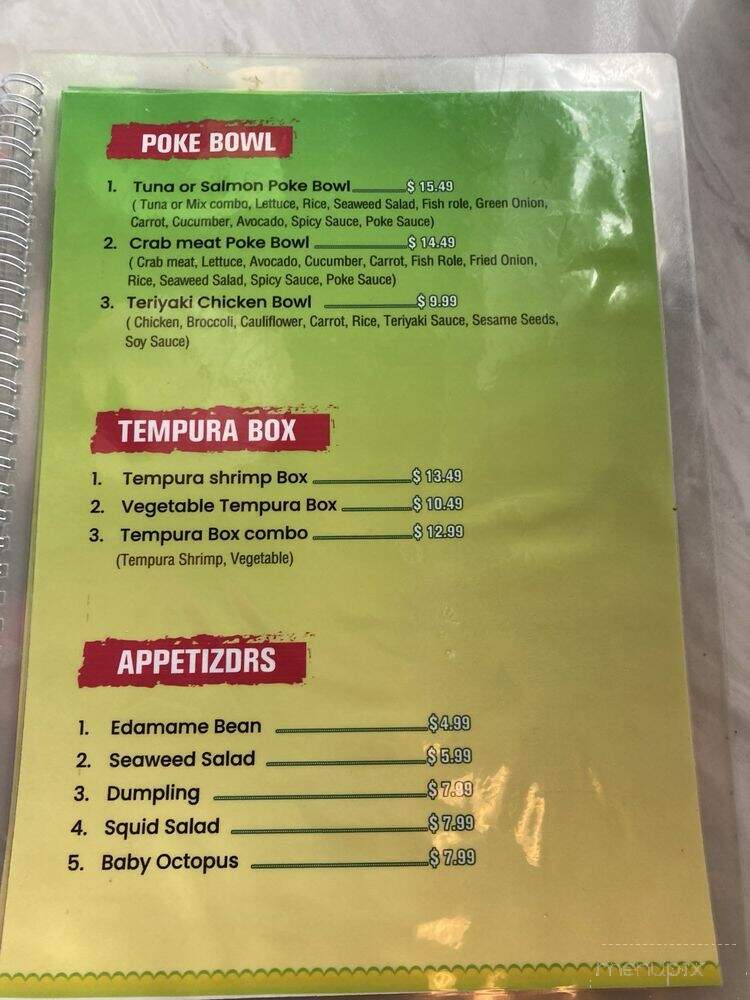 POKE BOWL
1. Tuna or Salmon Poke Bowl $ 15.49
( Tuna or Mix combo, Lettuce, Rice, Seaweed Salad, Fish role, Green Onion,
Carrot, Cucumber, Avocado, Spicy Sauce, Poke Sauce)
2. Crab meat Poke Bowl $ 14.49
( Crab meat, Lettuce, Avocado, Cucumber, Carrot, Fish Role, Fried Onion,
Rice, Seaweed Salad, Spicy Sauce, Poke Sauce)
3. Teriyaki Chicken Bowl $ 9.99
( Chicken, Broccoli, Cauliflower, Carrot, Rice, Teriyaki Sauce, Sesame Seeds,
Soy Sauce)
TEMPURA BOX
1. Tempura shrimp Box $ 13.49
2. Vegetable Tempura Box $ 10.49
3. Tempura Box combo $ 12.99
(Tempura Shrimp, Vegetable)
APPETIZDRS
1. Edamame Bean $4.99
2. Seaweed Salad $ 5.99
3. Dumpling $ 7.99
4. Squid Salad $ 7.99
5. Baby Octopus $ 7.99
menupix